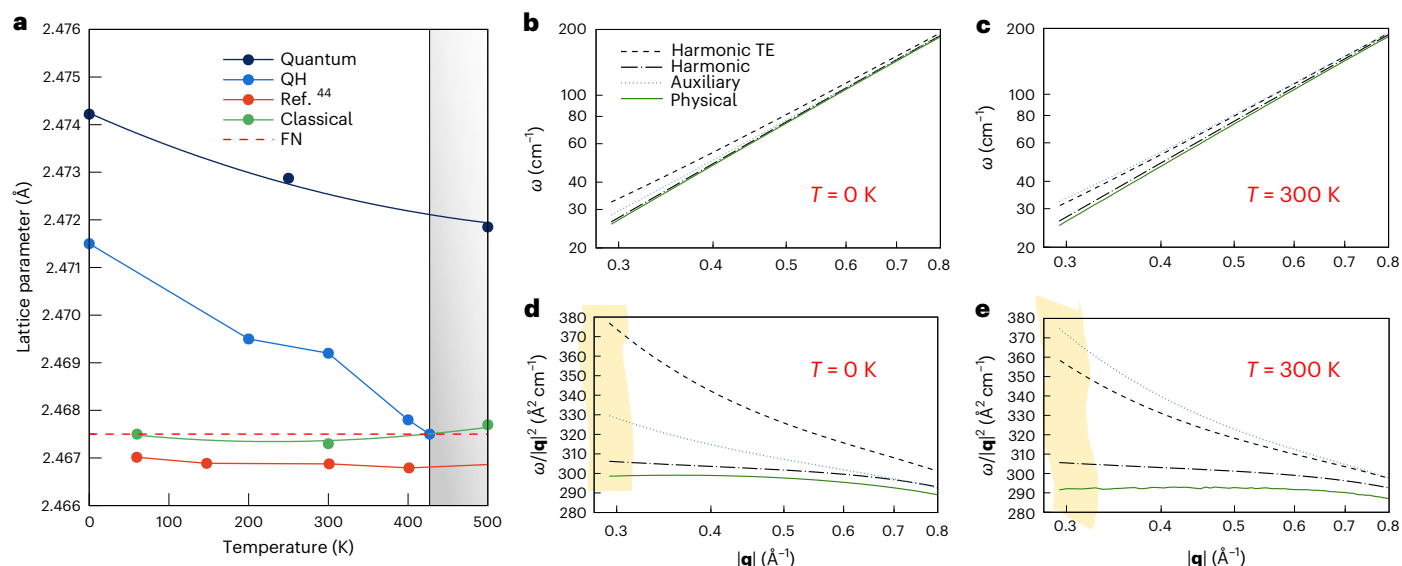 a
2.476
2.475
2.474
2.473
2.472
2.471
2.470
2.469
2.468
2.467
2.466
Lattice parameter (Å)
Quantum
QH
Ref. 44
Classical
FN
0 100 200 300 400 500
Temperature (K)
b
200
100
80
60
40
30
20
ω (cm⁻¹)
Harmonic TE
Harmonic
Auxiliary
Physical
T = 0 K
0.3 0.4 0.5 0.6 0.7 0.8
c
200
100
80
60
40
30
20
ω (cm⁻¹)
T = 300 K
0.3 0.4 0.5 0.6 0.7 0.8
d
380
370
360
350
340
330
320
310
300
290
280
ω/|q|² (Å² cm⁻¹)
T = 0 K
0.3 0.4 0.5 0.6 0.7 0.8
|q| (Å⁻¹)
e
380
370
360
350
340
330
320
310
300
290
280
ω/|q|² (Å² cm⁻¹)
T = 300 K
0.3 0.4 0.5 0.6 0.7 0.8
|q| (Å⁻¹)